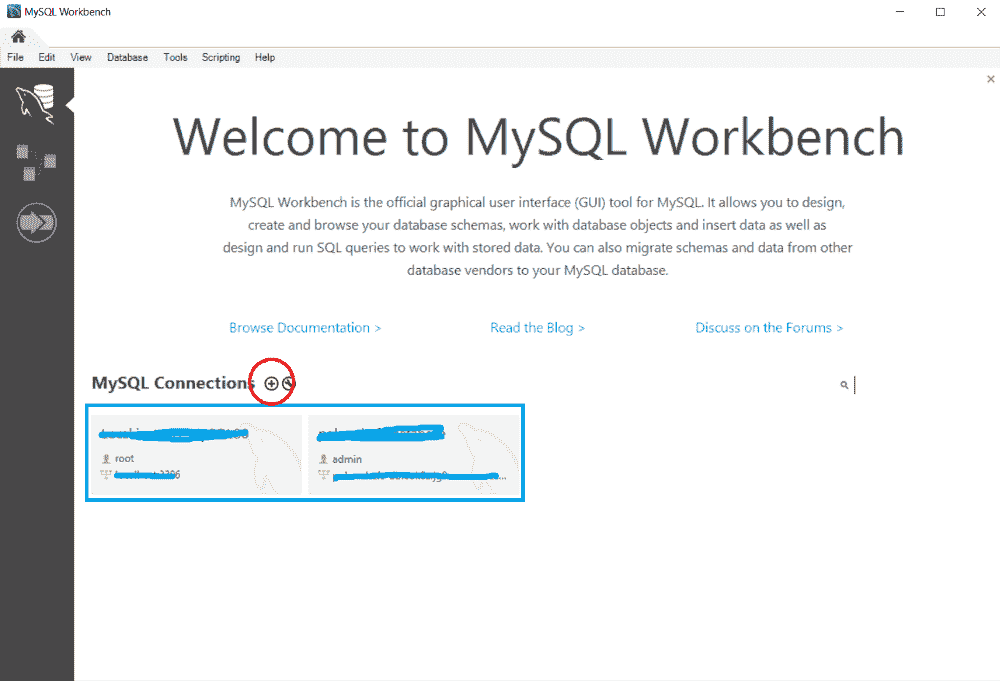 MySQL Workbench
File Edit View Database Tools Scripting Help
Welcome to MySQL Workbench
MySQL Workbench is the official graphical user interface (GUI) tool for MySQL. It allows you to design,
create and browse your database schemas, work with database objects and insert data as well as
design and run SQL queries to work with stored data. You can also migrate schemas and data from other
database vendors to your MySQL database.
Browse Documentation >
Read the Blog >
Discuss on the Forums >
MySQL Connections
root
admin